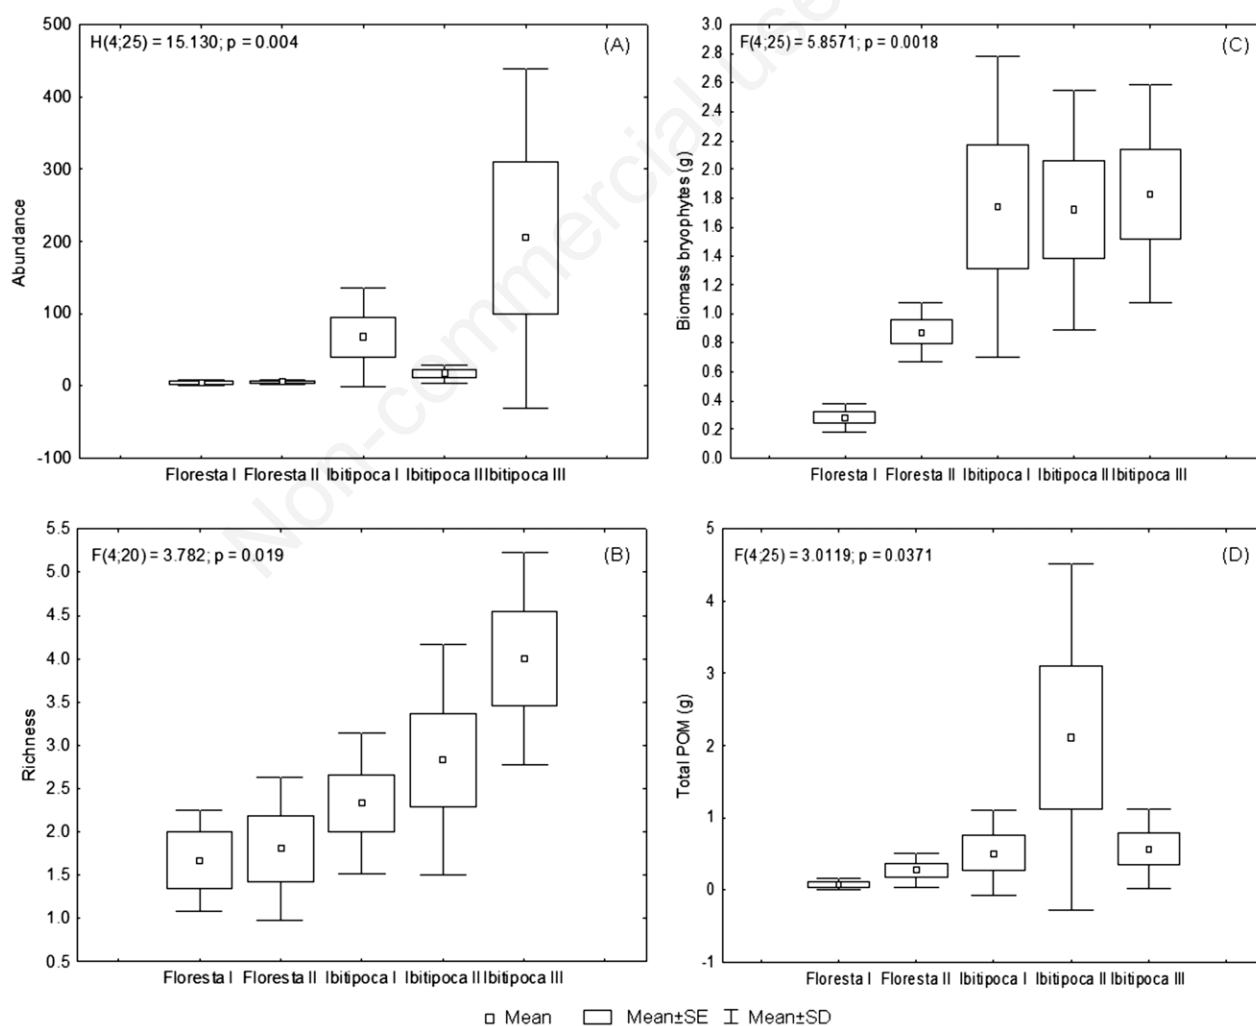 Non-commercial use
H(4;25) = 15.130; p = 0.004
(A)
Abundance
500
400
300
200
100
0
-100
Floresta I Floresta II Ibitipoca I Ibitipoca II Ibitipoca III
F(4;25) = 5.8571; p = 0.0018
(C)
Biomass bryophytes (g)
3.0
2.8
2.6
2.4
2.2
2.0
1.8
1.6
1.4
1.2
1.0
0.8
0.6
0.4
0.2
0.0
Floresta I Floresta II Ibitipoca I Ibitipoca II Ibitipoca III
F(4;20) = 3.782; p = 0.019
(B)
Richness
5.5
5.0
4.5
4.0
3.5
3.0
2.5
2.0
1.5
1.0
0.5
Floresta I Floresta II Ibitipoca I Ibitipoca II Ibitipoca III
F(4;25) = 3.0119; p = 0.0371
(D)
Total POM (g)
5
4
3
2
1
0
-1
Floresta I Floresta II Ibitipoca I Ibitipoca II Ibitipoca III
Mean Mean±SE Mean±SD